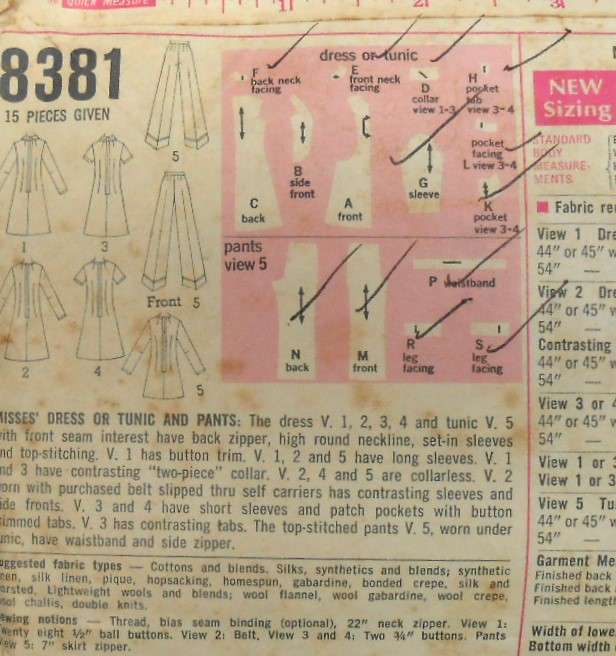 QUICK MEASURE
1
2
3
8381
15 PIECES GIVEN
5
1
3
Front 5
2
4
5
dress or tunic
F
back neck
facing
E
front neck
facing
D
collar
view 1-3
H
pocket
tab
view 3-4
pocket
facing
L view 3-4
C
back
B
side
front
A
front
G
sleeve
K
pocket
view 3-4
pants
view 5
P waistband
N
back
M
front
R
leg
facing
S
leg
facing
NEW
Sizing
STANDARD
BODY
MEASURE-
MENTS
Fabric
View 1
44" or 45"
54" —
View 2
44" or 45"
54" —
Contrasting
44" or 45"
54" —
View 3 or
44" or 45"
54" —
View 1 or
View 1 or
View 5
44" or 45"
54" —
Garment
Finished back
Finished back
Finished length
Width of
Bottom width
MISSES' DRESS OR TUNIC AND PANTS: The dress V. 1, 2, 3, 4 and tunic V. 5
with front seam interest have back zipper, high round neckline, set-in sleeves
and top-stitching. V. 1 has button trim. V. 1, 2 and 5 have long sleeves. V. 1
and 3 have contrasting "two-piece" collar. V. 2, 4 and 5 are collarless. V. 2
worn with purchased belt slipped thru self carriers has contrasting sleeves and
side fronts. V. 3 and 4 have short sleeves and patch pockets with button
trimmed tabs. V. 3 has contrasting tabs. The top-stitched pants V. 5, worn under
tunic, have waistband and side zipper.
Suggested fabric types — Cottons and blends. Silks, synthetics and blends; synthetic
linen, silk linen, pique, hopsacking, homespun, gabardine, bonded crepe, silk and
worsted, Lightweight wools and blends; wool flannel, wool gabardine, wool crepe,
wool challis, double knits.
Sewing notions — Thread, bias seam binding (optional), 22" neck zipper. View 1:
Twenty eight ½" ball buttons. View 2: Belt, View 3 and 4: Two ¾" buttons. Pants
View 5: 7" skirt zipper.